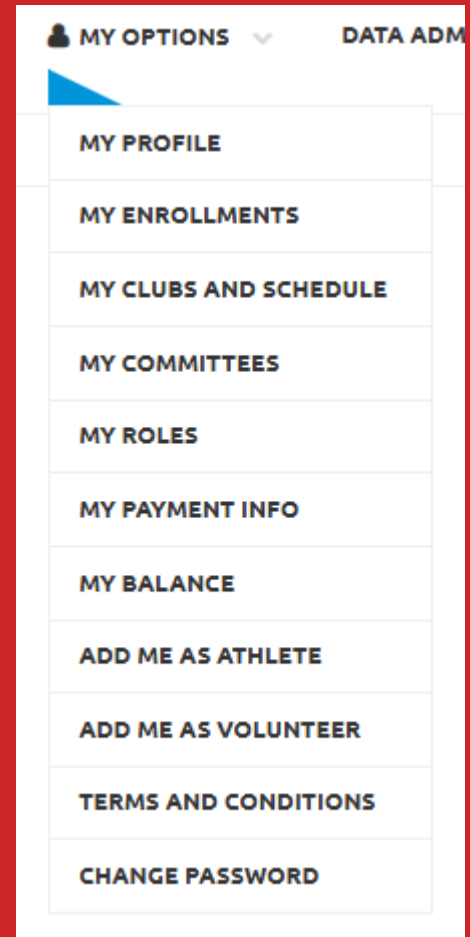 MY OPTIONS DATA ADM
MY PROFILE
MY ENROLLMENTS
MY CLUBS AND SCHEDULE
MY COMMITTEES
MY ROLES
MY PAYMENT INFO
MY BALANCE
ADD ME AS ATHLETE
ADD ME AS VOLUNTEER
TERMS AND CONDITIONS
CHANGE PASSWORD